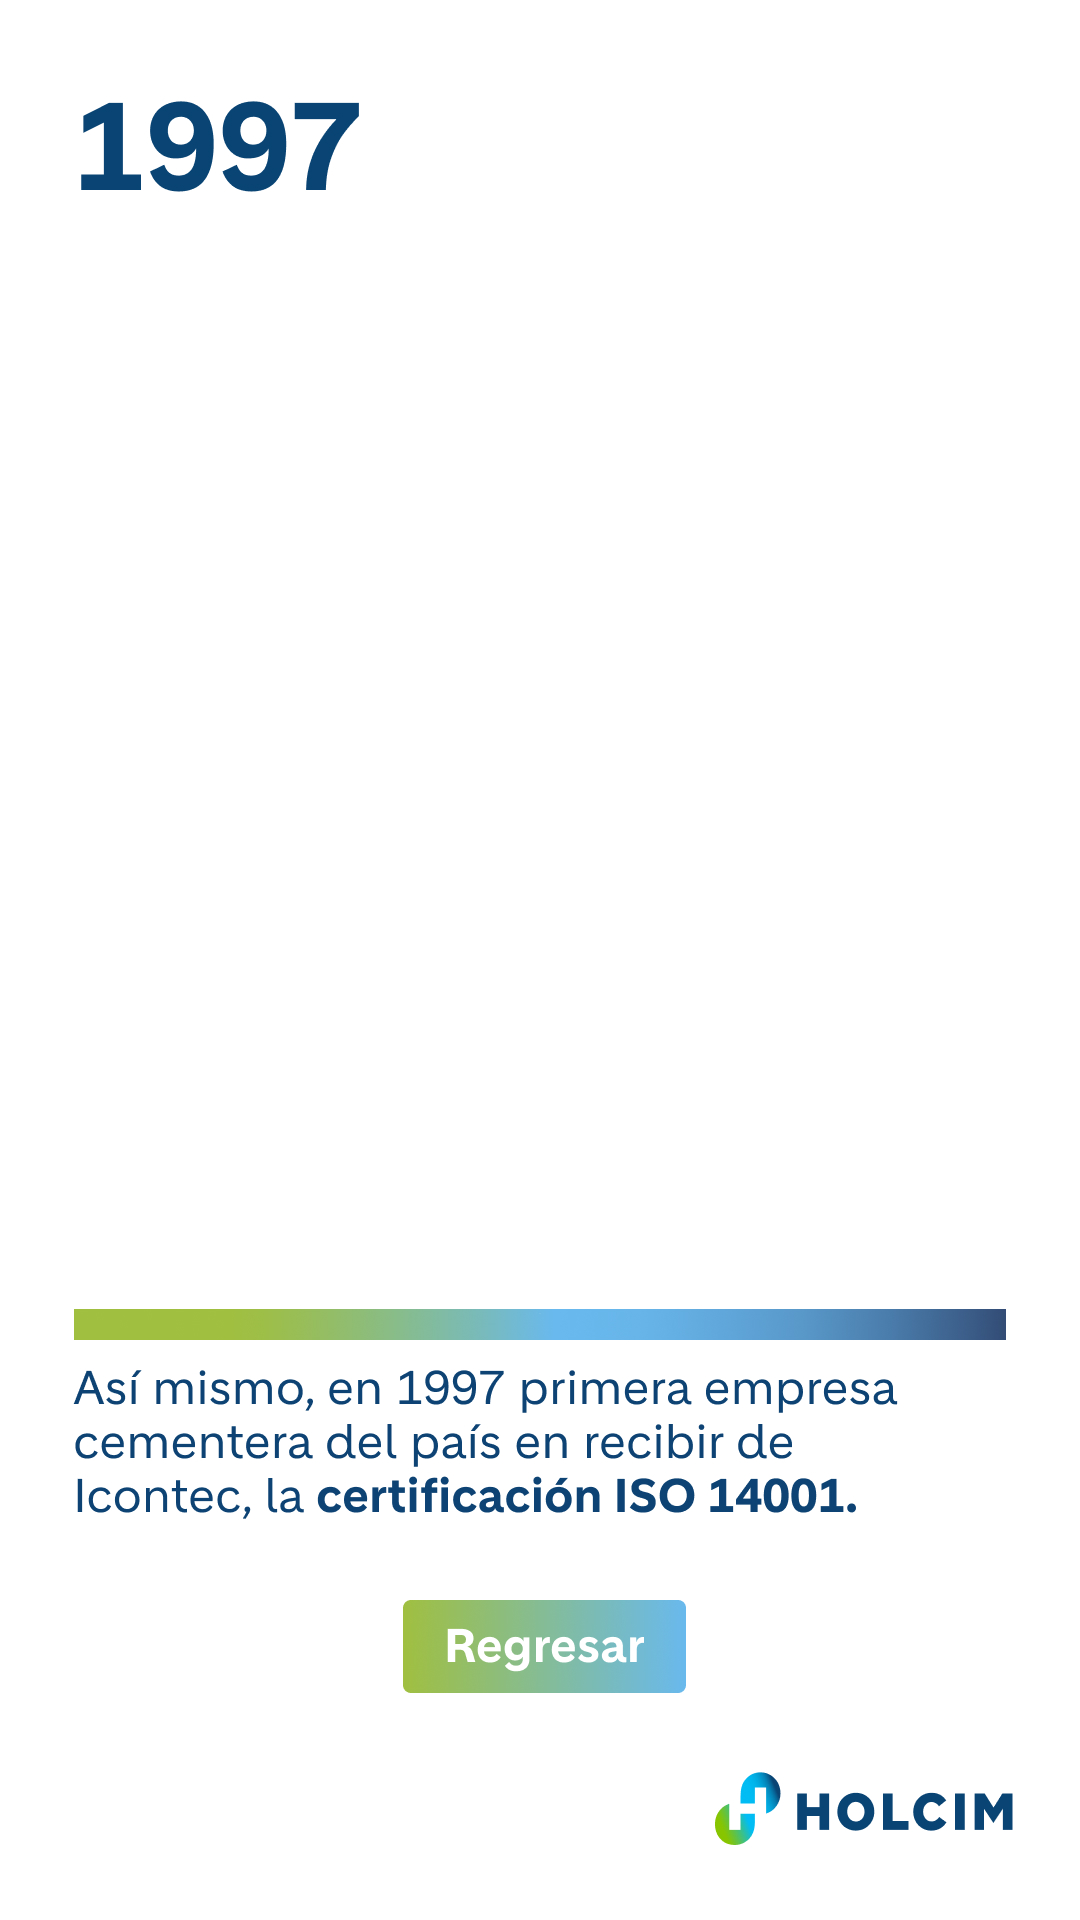 1997
Así mismo, en 1997 primera empresa
cementera del país en recibir de
Icontec, la certificación ISO 14001.
Regresar
HOLCIM